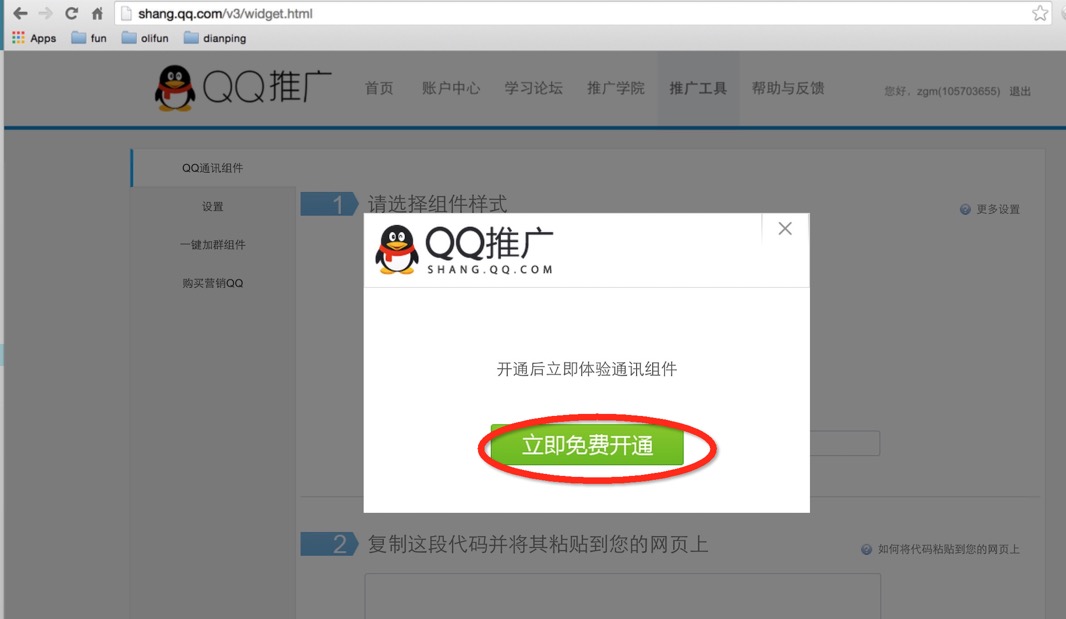 shang.qq.com/v3/widget.html
Apps fun olifun dianping
QQ推广 首页 账户中心 学习论坛 推广学院 推广工具 帮助与反馈 您好，zgm(105703655) 退出
QQ通讯组件
设置
一键加群组件
购买营销QQ
1 请选择组件样式 更多设置
QQ推广
SHANG.QQ.COM
开通后立即体验通讯组件
立即免费开通
2 复制这段代码并将其粘贴到您的网页上 如何将代码粘贴到您的网页上